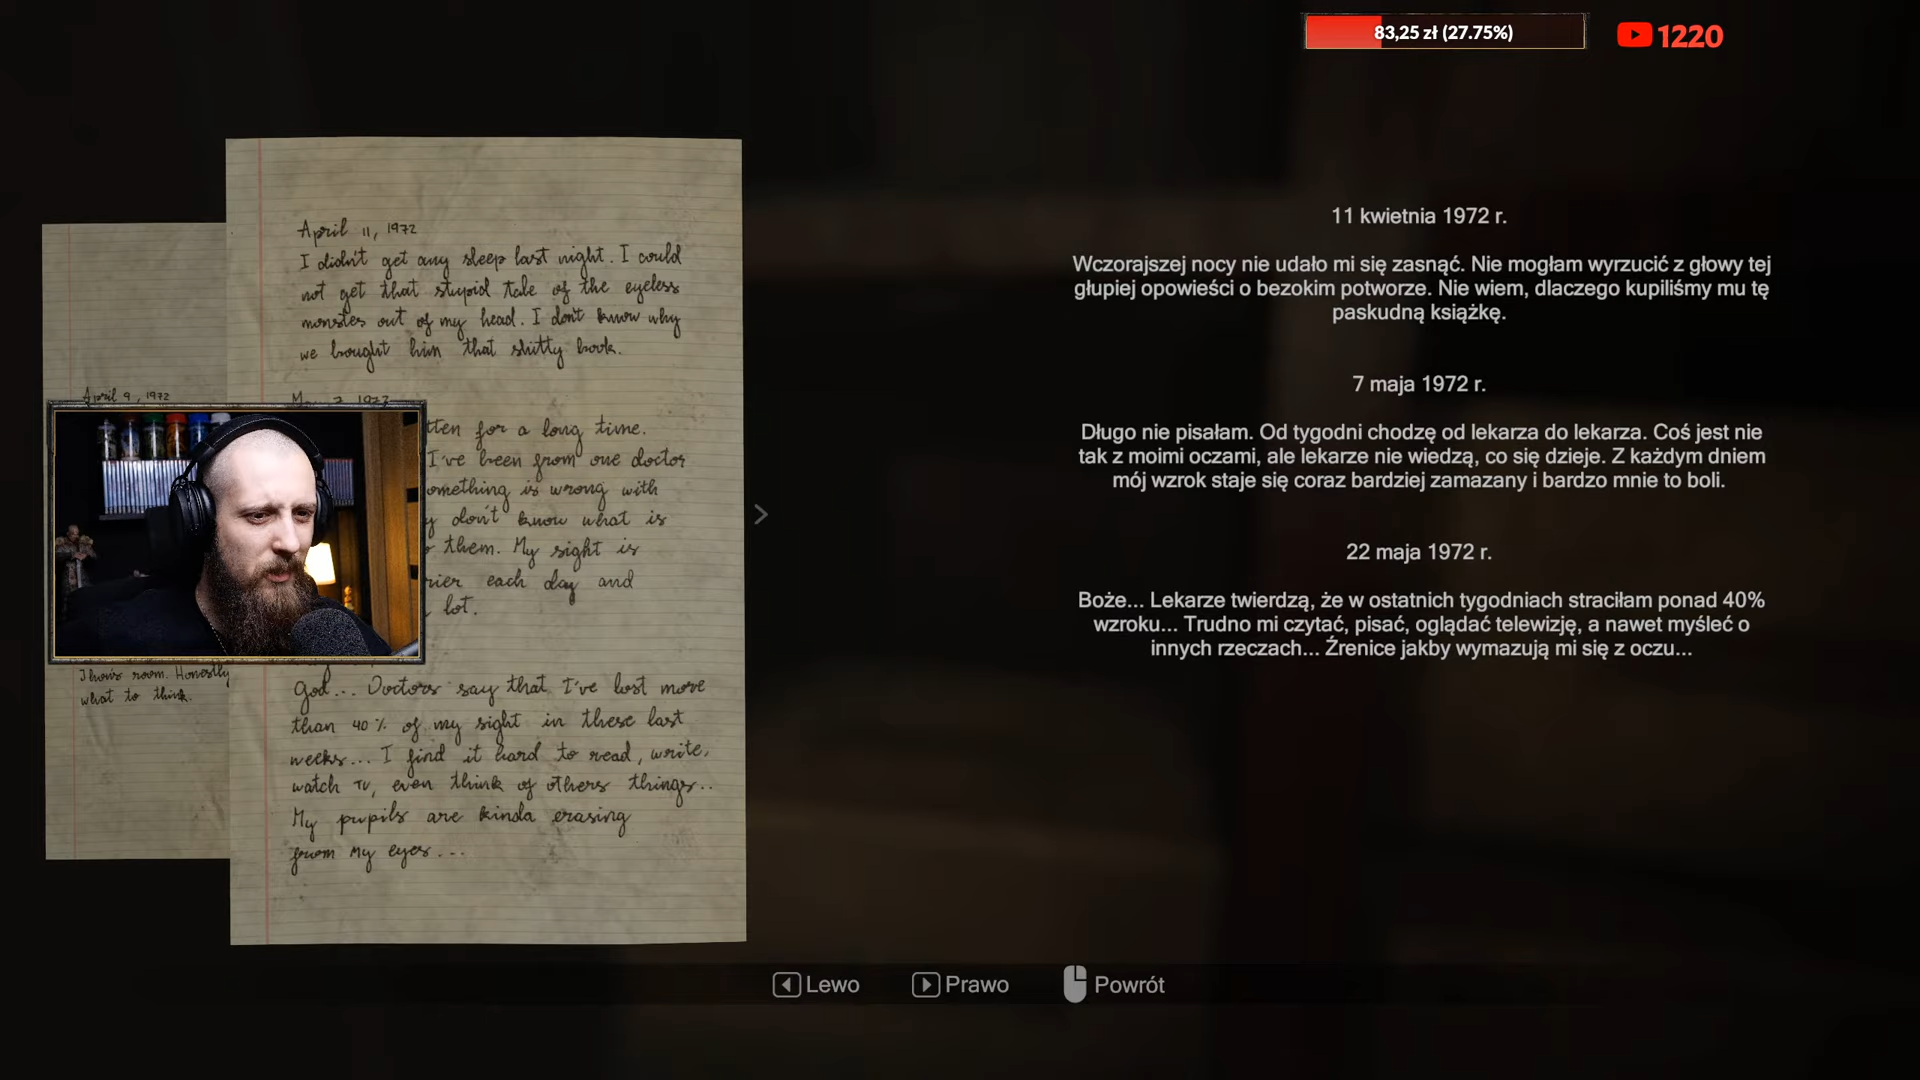 83,25 zł (27.75%)
1220
April 11, 1972
I didn't get any sleep last night. I could
not get that stupid tale of the eyeless
monster out of my head. I don't know why
we bought him that shitty book.
April 9, 1972
tten for a long time.
I've been from one doctor
omething is wrong with
y don't know what is
o them. My sight is
rier each day and
lot.
room. Honestly
what to think.
God... Doctors say that I've lost more
than 40% of my sight in these last
weeks... I find it hard to read, write,
watch TV, even think of others things..
My pupils are kinda erasing
from my eyes...
11 kwietnia 1972 r.
Wczorajszej nocy nie udało mi się zasnąć. Nie mogłam wyrzucić z głowy tej
głupiej opowieści o bezokim potworze. Nie wiem, dlaczego kupiliśmy mu tę
paskudną książkę.
7 maja 1972 r.
Długo nie pisałam. Od tygodni chodzę od lekarza do lekarza. Coś jest nie
tak z moimi oczami, ale lekarze nie wiedzą, co się dzieje. Z każdym dniem
mój wzrok staje się coraz bardziej zamazany i bardzo mnie to boli.
22 maja 1972 r.
Boże... Lekarze twierdzą, że w ostatnich tygodniach straciłam ponad 40%
wzroku... Trudno mi czytać, pisać, oglądać telewizję, a nawet myśleć o
innych rzeczach... Źrenice jakby wymazują mi się z oczu...
Lewo
Prawo
Powrót